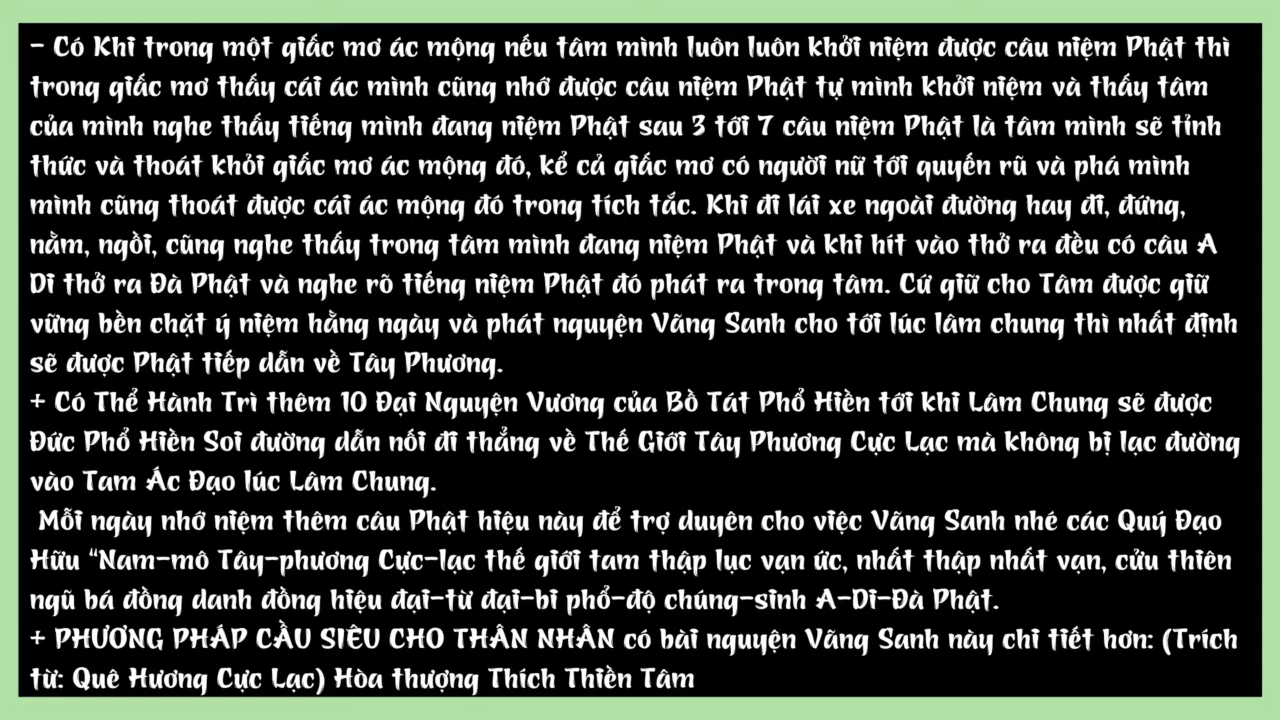 - Có Khi trong một giấc mơ ác mộng nếu tâm mình luôn luôn khởi niệm được câu niệm Phật thì
trong giấc mơ thấy cái ác mình cũng nhớ được câu niệm Phật tự mình khởi niệm và thấy tâm
của mình nghe thấy tiếng mình đang niệm Phật sau 3 tới 7 câu niệm Phật là tâm mình sẽ tỉnh
thức và thoát khỏi giấc mơ ác mộng đó, kể cả giấc mơ có người nữ tới quyến rũ và phá mình
mình cũng thoát được cái ác mộng đó trong tích tắc. Khi đi lái xe ngoài đường hay đi, đứng,
nằm, ngồi, cũng nghe thấy trong tâm mình đang niệm Phật và khi hít vào thở ra đều có câu A
Di thở ra Đà Phật và nghe rõ tiếng niệm Phật đó phát ra trong tâm. Cứ giữ cho Tâm được giữ
vững bền chặt ý niệm hằng ngày và phát nguyện Vãng Sanh cho tới lúc lâm chung thì nhất định
sẽ được Phật tiếp dẫn về Tây Phương.
+ Có Thể Hành Trì thêm 10 Đại Nguyện Vương của Bồ Tát Phổ Hiền tới khi Lâm Chung sẽ được
Đức Phổ Hiền Soi đường dẫn nối đi thẳng về Thế Giới Tây Phương Cực Lạc mà không bị lạc đường
vào Tam Ác Đạo lúc Lâm Chung.
Mỗi ngày nhớ niệm thêm câu Phật hiệu này để trợ duyên cho việc Vãng Sanh nhé các Quý Đạo
Hữu "Nam-mô Tây-phương Cực-lạc thế giới tam thập lục vạn ức, nhất thập nhất vạn, cửu thiên
ngũ bá đồng danh đồng hiệu đại-từ đại-bi phổ-độ chúng-sinh A-Di-Đà Phật.
+ PHƯƠNG PHÁP CẦU SIÊU CHO THÂN NHÂN có bài nguyện Vãng Sanh này chi tiết hơn: (Trích
từ: Quê Hương Cực Lạc) Hòa thượng Thích Thiền Tâm